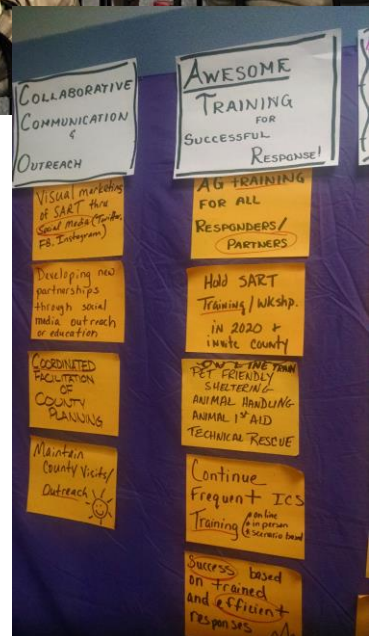 COLLABORATIVE
COMMUNICATION
&
OUTREACH
Visual marketing
of SART thru
Social media (Twitter,
FB, Instagram)
Developing new
partnerships
through social
media outreach
or education
COORDINATED
FACILITATION
OF
COUNTY
PLANNING
Maintain
County Visits/
Outreach
AWESOME
TRAINING
FOR
SUCCESSFUL
RESPONSE!
AG TRAINING
FOR ALL
RESPONDERS/
PARTNERS
Hold SART
Training/Wkshp.
in 2020 +
invite county
PET FRIENDLY
SHELTERING
ANIMAL HANDLING
ANIMAL 1ST AID
TECHNICAL RESCUE
Continue
Frequent ICS
Training
• online
• in person
• scenario based
Success based
on trained
and efficient
responses